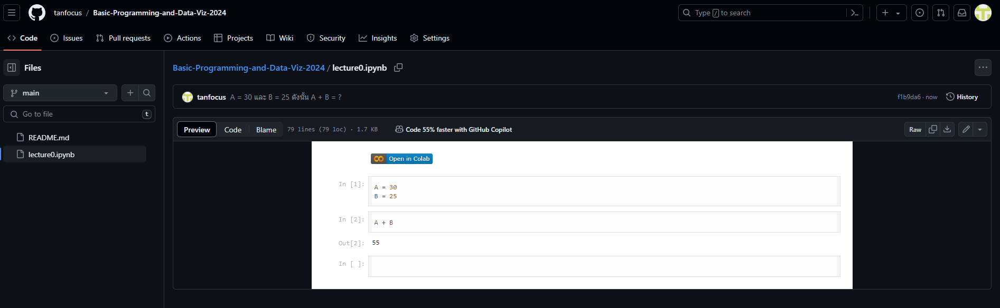 tanfocus / Basic-Programming-and-Data-Viz-2024
Type / to search
Code Issues Pull requests Actions Projects Wiki Security Insights Settings
Files
main
Go to file t
README.md
lecture0.ipynb
Basic-Programming-and-Data-Viz-2024 / lecture0.ipynb
tanfocus A = 30 และ B = 25 ดังนั้น A + B = ?
f1b9da6 · now History
Preview Code Blame 79 lines (79 loc) · 1.7 KB Code 55% faster with GitHub Copilot Raw
Open in Colab
In [1]: A = 30
B = 25
In [2]: A + B
Out[2]: 55
In [ ]: